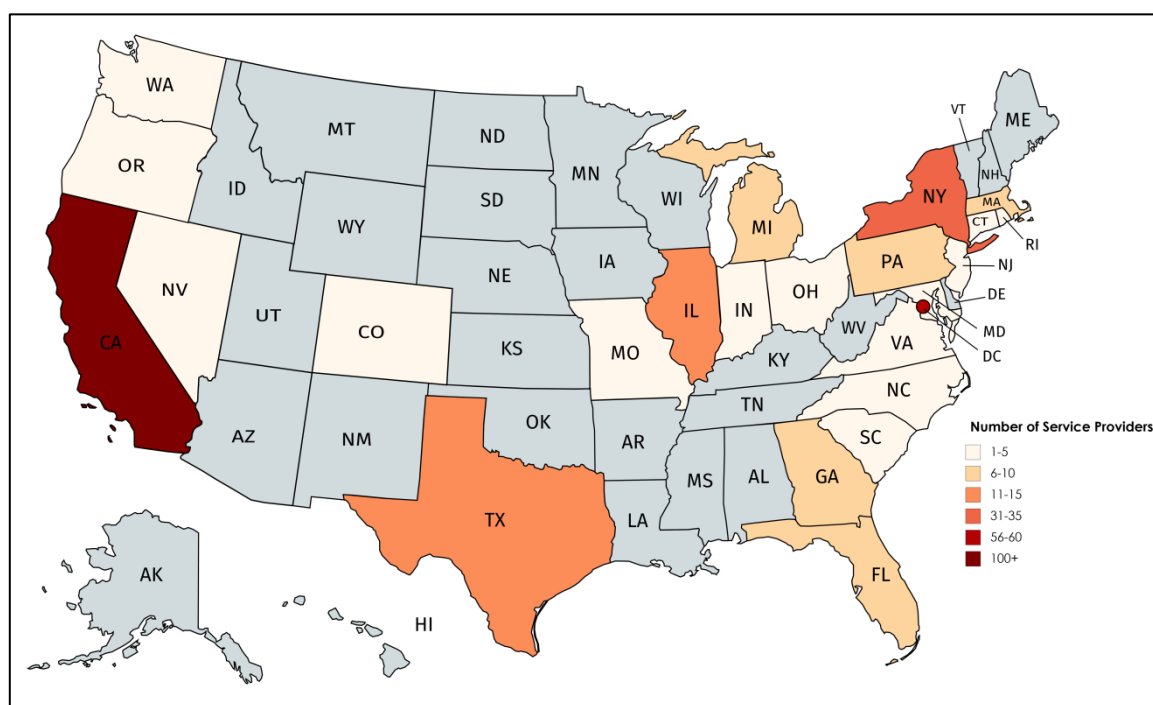 WA
MT
ND
MN
VT
ME
OR
ID
SD
WI
NH
NY
MA
WY
MI
CT
RI
IA
PA
NJ
NE
NV
OH
DE
UT
IL
IN
CO
MD
WV
CA
KS
MO
VA
DC
KY
NC
TN
OK
AZ
NM
AR
SC
MS
AL
GA
TX
LA
FL
AK
HI
Number of Service Providers
1-5
6-10
11-15
31-35
56-60
100+